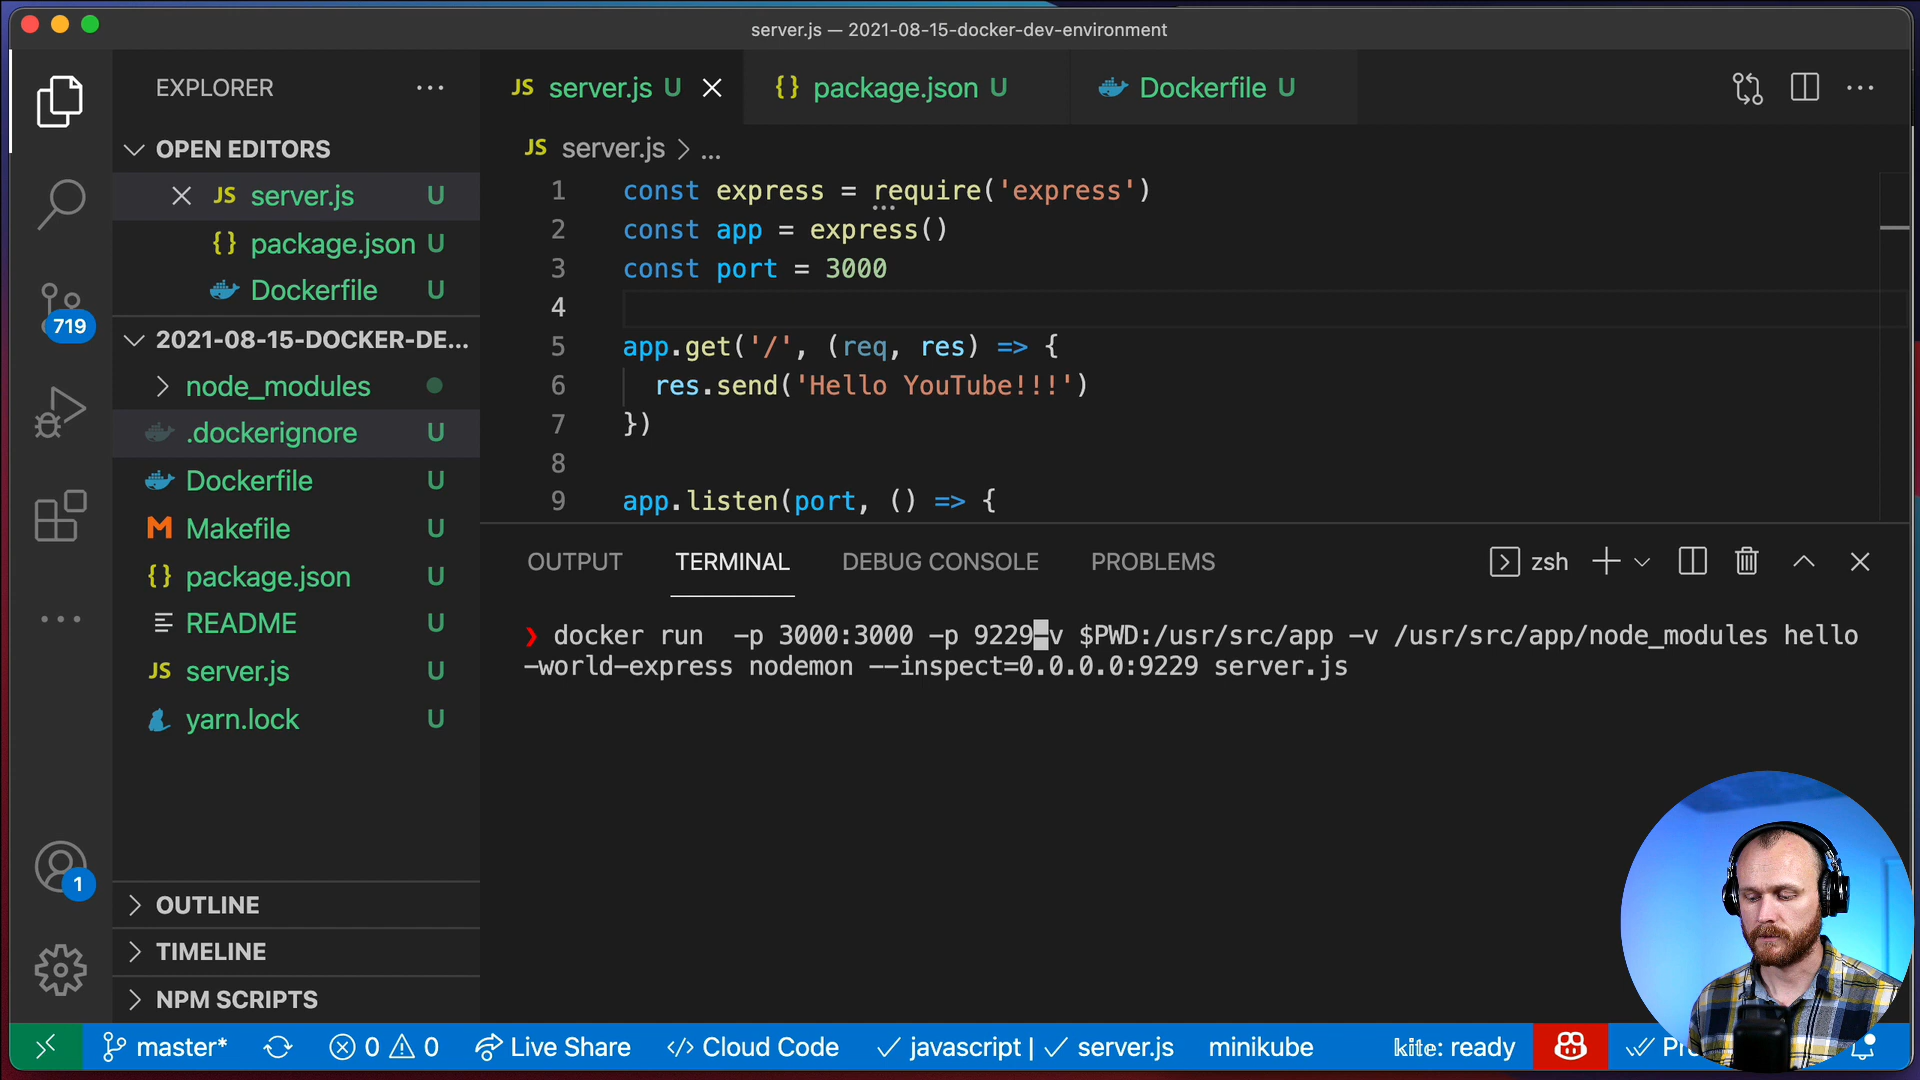 server.js — 2021-08-15-docker-dev-environment
EXPLORER
JS server.js U
{} package.json U
Dockerfile U
OPEN EDITORS
JS server.js U
{} package.json U
Dockerfile U
2021-08-15-DOCKER-DE...
node_modules
.dockerignore U
Dockerfile U
Makefile U
{} package.json U
README U
JS server.js U
yarn.lock U
OUTLINE
TIMELINE
NPM SCRIPTS
719
1
JS server.js > ...
1 const express = require('express')
2 const app = express()
3 const port = 3000
4
5 app.get('/', (req, res) => {
6 res.send('Hello YouTube!!!')
7 })
8
9 app.listen(port, () => {
OUTPUT TERMINAL DEBUG CONSOLE PROBLEMS
zsh
❯ docker run  -p 3000:3000 -p 9229-v $PWD:/usr/src/app -v /usr/src/app/node_modules hello
-world-express nodemon --inspect=0.0.0.0:9229 server.js
master* 0 0 Live Share Cloud Code javascript | server.js minikube kite: ready